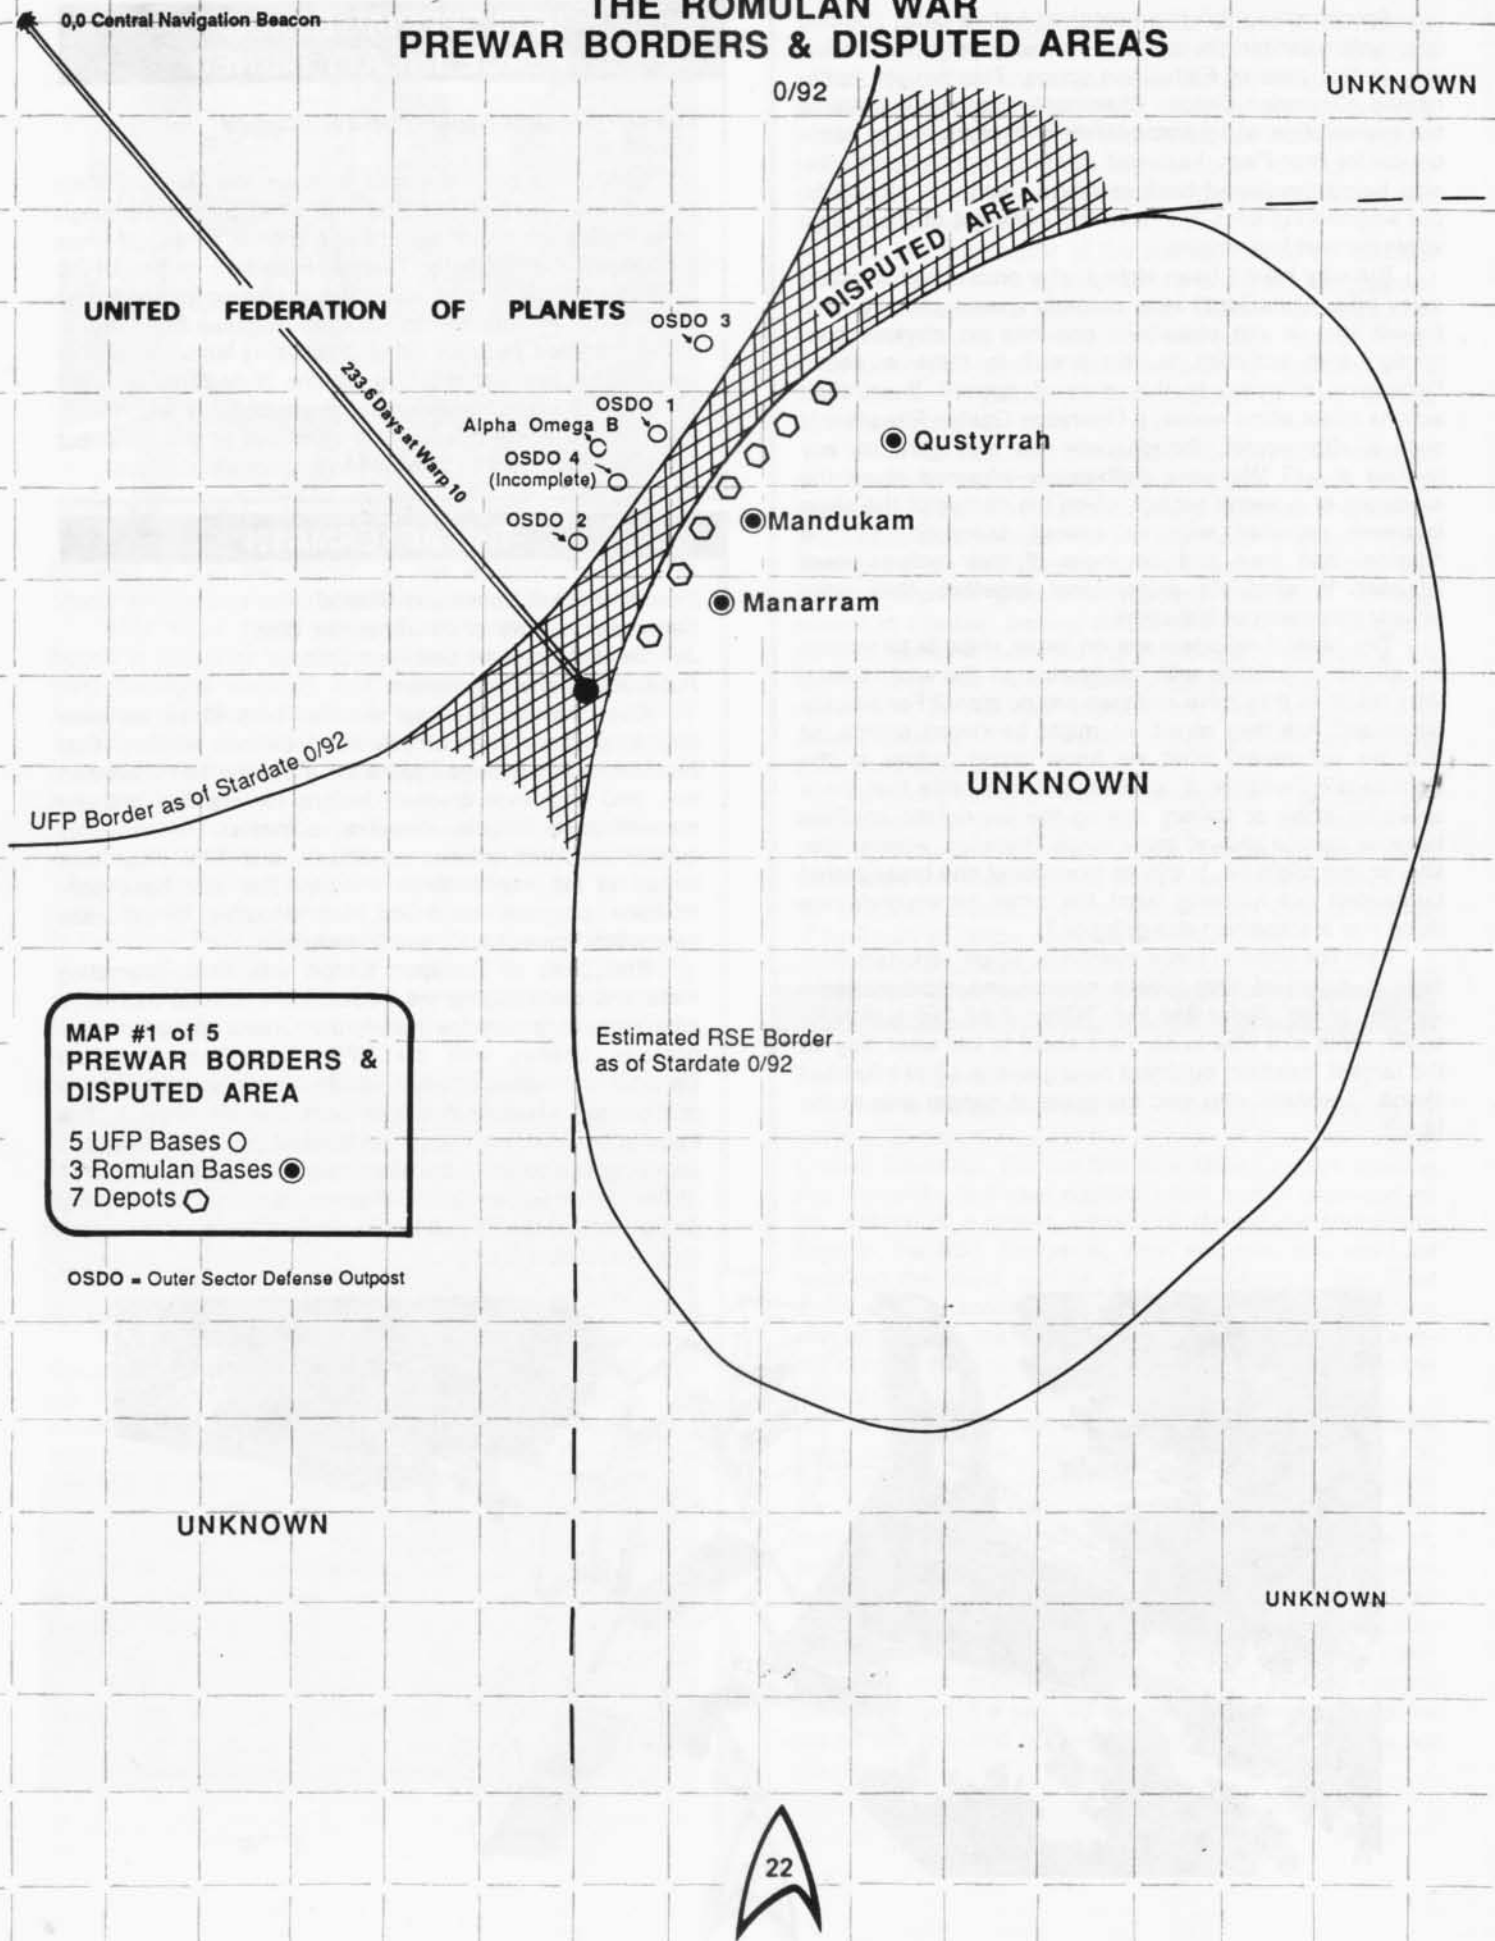 THE ROMULAN WAR
PREWAR BORDERS & DISPUTED AREAS
0,0 Central Navigation Beacon
0/92
UNKNOWN
DISPUTED AREA
UNITED FEDERATION OF PLANETS
OSDO 3
233.6 Days at Warp 10
OSDO 1
Alpha Omega B
OSDO 4
(Incomplete)
OSDO 2
Qustyrrah
Mandukam
Manarram
UFP Border as of Stardate 0/92
UNKNOWN
Estimated RSE Border
as of Stardate 0/92
MAP #1 of 5
PREWAR BORDERS &
DISPUTED AREA
5 UFP Bases
3 Romulan Bases
7 Depots
OSDO = Outer Sector Defense Outpost
UNKNOWN
UNKNOWN
22